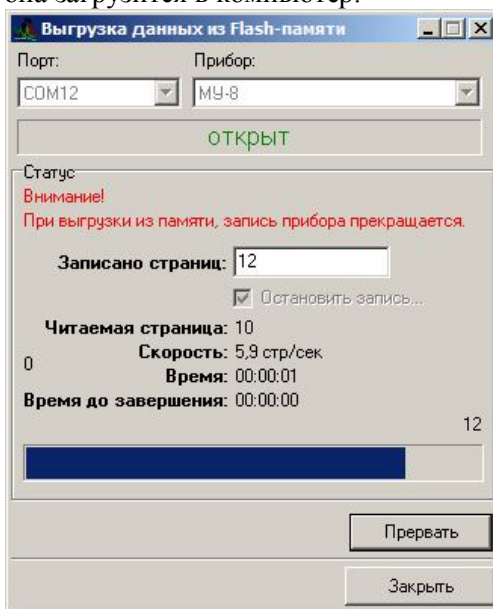 она загрузится в компьютер.
Выгрузка данных из Flash-памяти
Порт: Прибор:
COM12 МУ-8
открыт
Статус
Внимание!
При выгрузки из памяти, запись прибора прекращается.
Записано страниц: 12
Остановить запись...
Читаемая страница: 10
Скорость: 5,9 стр/сек
0
Время: 00:00:01
Время до завершения: 00:00:00
12
Прервать
Закрыть